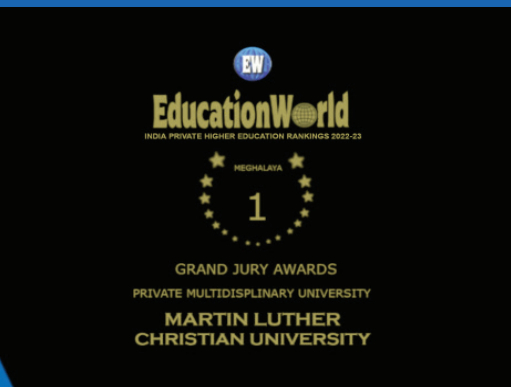 EW
EducationWorld
INDIA PRIVATE HIGHER EDUCATION RANKINGS 2022-23
MEGHALAYA
1
GRAND JURY AWARDS
PRIVATE MULTIDISPLINARY UNIVERSITY
MARTIN LUTHER
CHRISTIAN UNIVERSITY